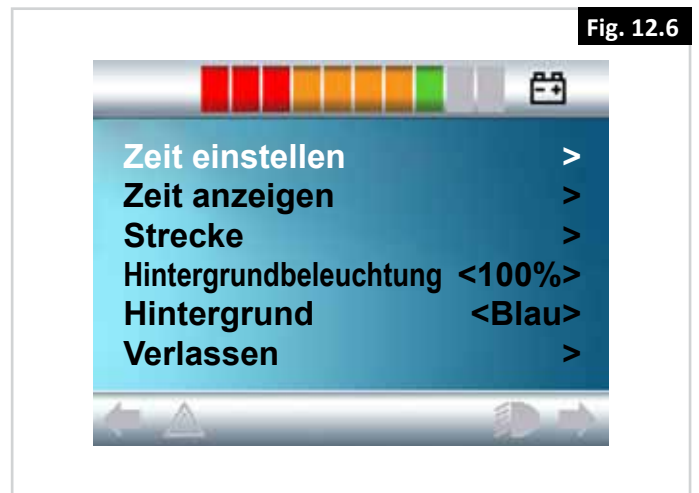 Fig. 12.6
Zeit einstellen >
Zeit anzeigen >
Strecke >
Hintergrundbeleuchtung <100%>
Hintergrund <Blau>
Verlassen >